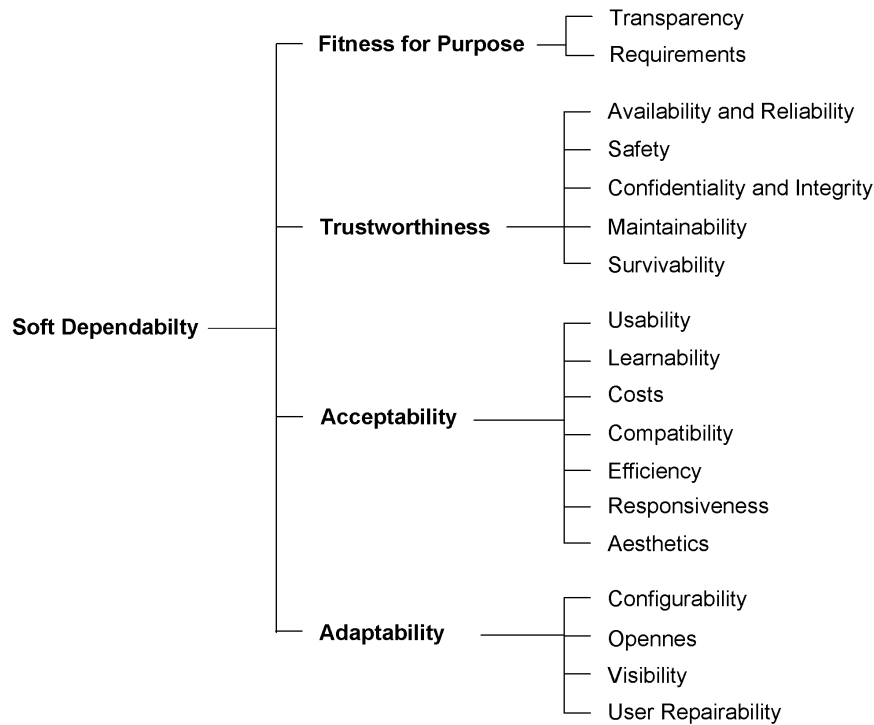 Fitness for Purpose
Transparency
Requirements
Trustworthiness
Availability and Reliability
Safety
Confidentiality and Integrity
Maintainability
Survivability
Soft Dependabilty
Acceptability
Usability
Learnability
Costs
Compatibility
Efficiency
Responsiveness
Aesthetics
Adaptability
Configurability
Opennes
Visibility
User Repairability